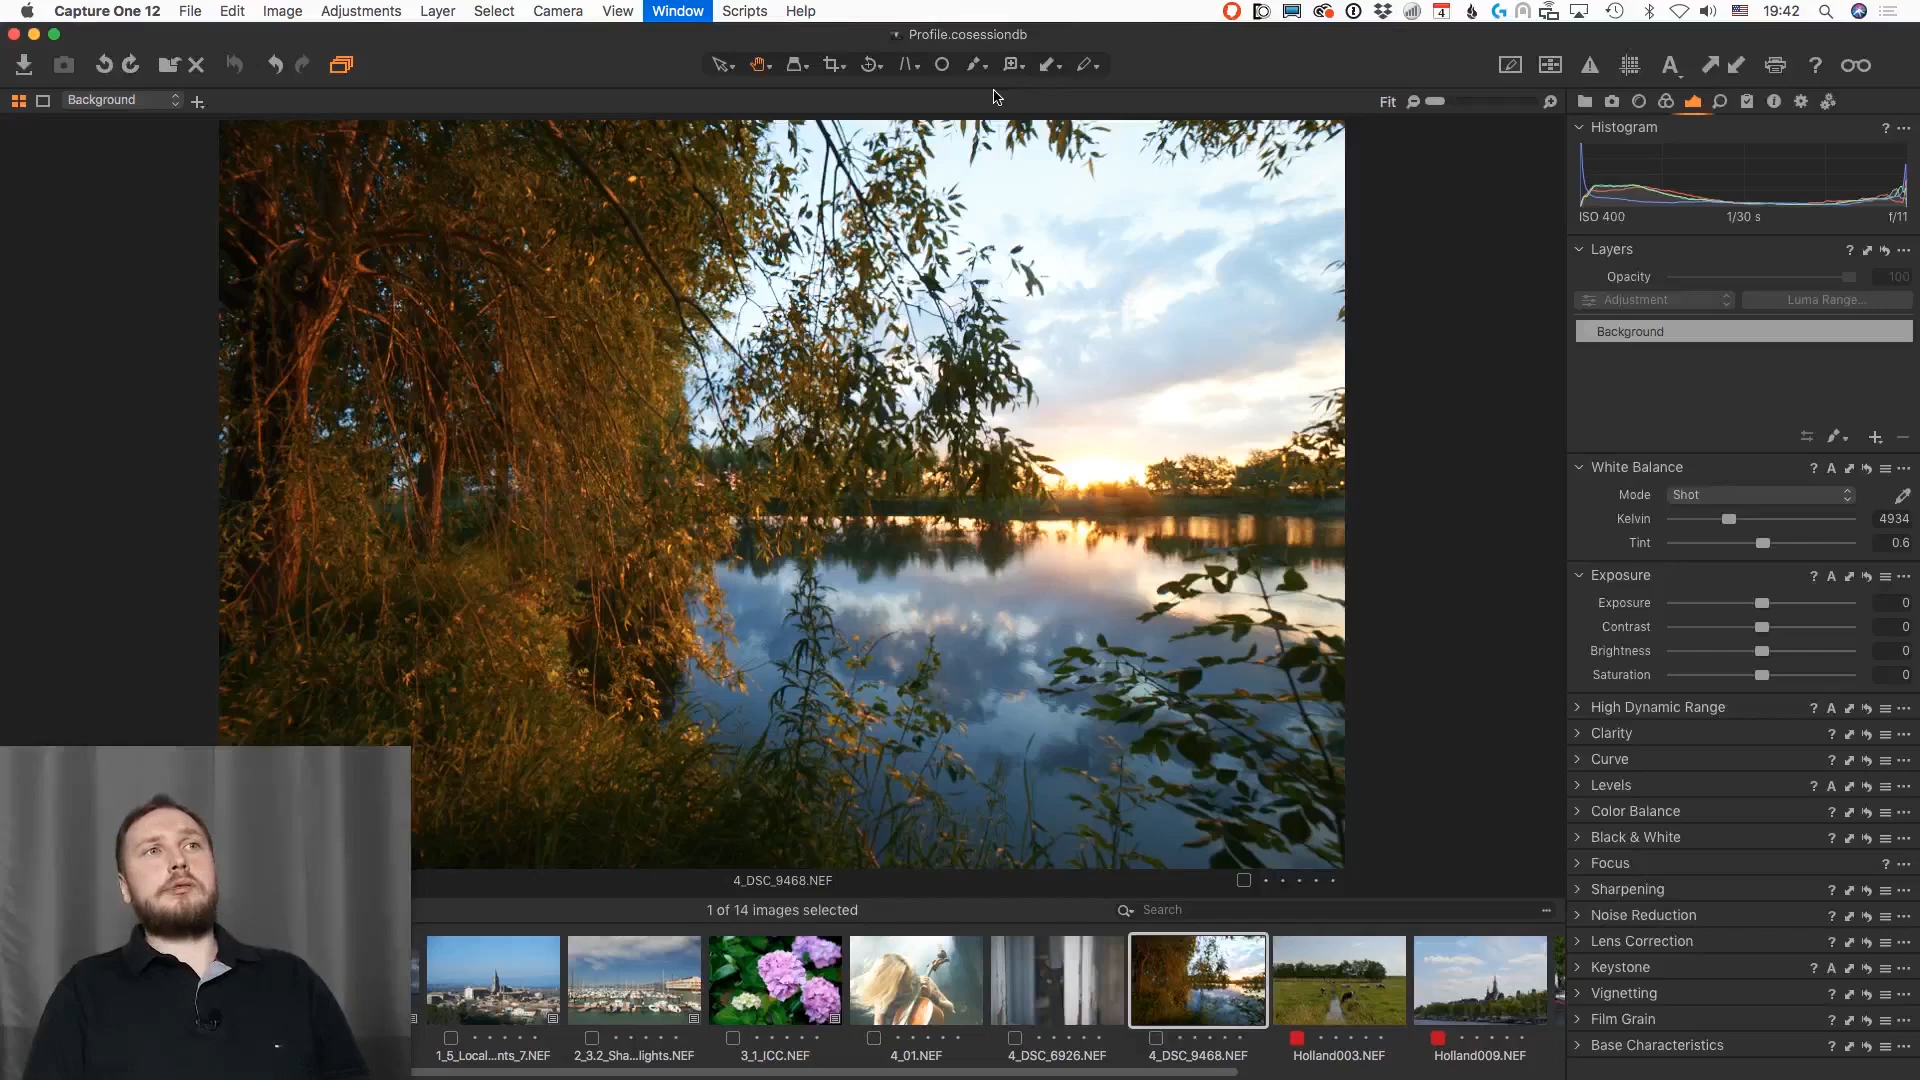 Capture One 12 File Edit Image Adjustments Layer Select Camera View Window Scripts Help 4 19:42
Profile.cosessiondb
Background
Fit
Histogram
ISO 400 1/30 s f/11
Layers
Opacity 100
Adjustment Luma Range...
Background
White Balance
Mode Shot
Kelvin 4934
Tint 0.6
Exposure
Exposure 0
Contrast 0
Brightness 0
Saturation 0
High Dynamic Range
Clarity
Curve
Levels
Color Balance
Black & White
Focus
Sharpening
Noise Reduction
Lens Correction
Keystone
Vignetting
Film Grain
Base Characteristics
4_DSC_9468.NEF
1 of 14 images selected Search
1_5_Local...nts_7.NEF 2_3.2_Sha...lights.NEF 3_1_ICC.NEF 4_01.NEF 4_DSC_6926.NEF 4_DSC_9468.NEF Holland003.NEF Holland009.NEF